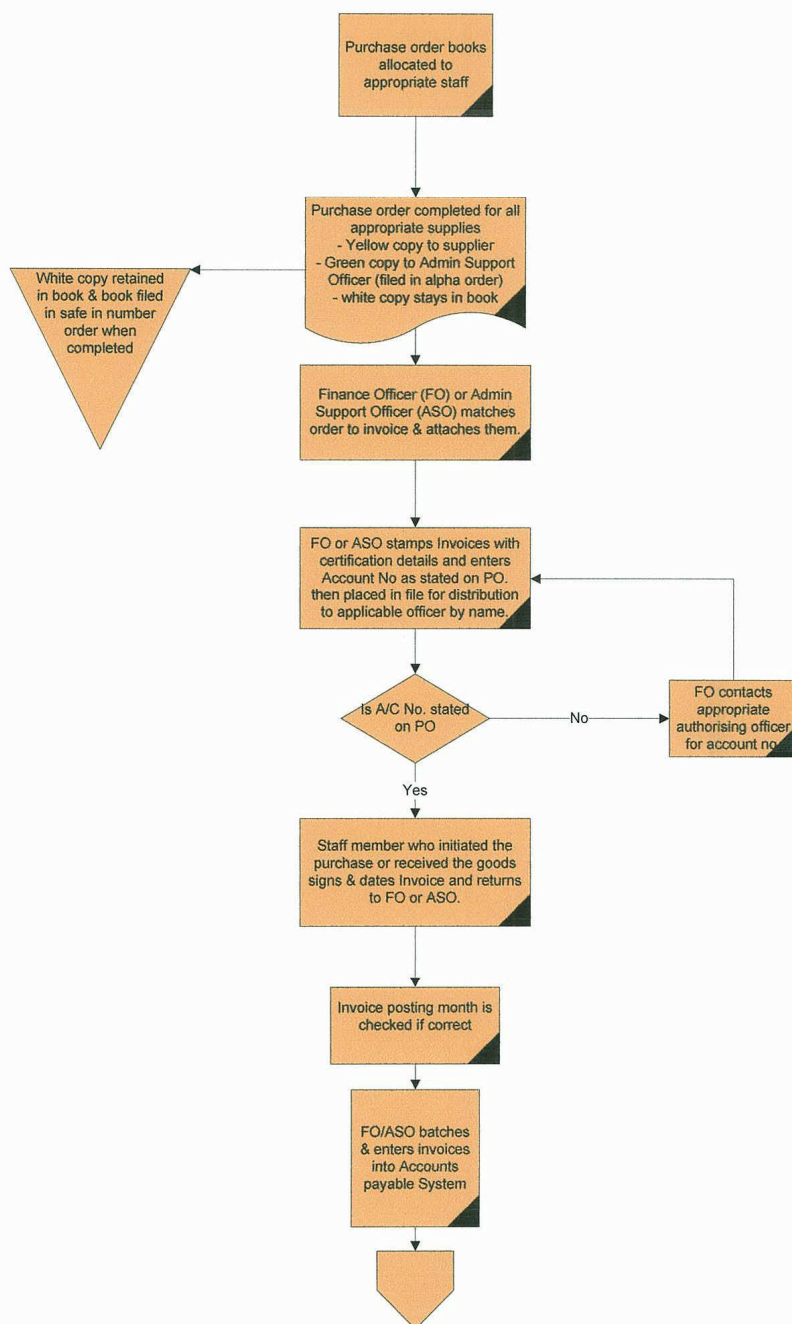 Purchase order books
allocated to
appropriate staff
Purchase order completed for all
appropriate supplies
- Yellow copy to supplier
- Green copy to Admin Support
Officer (filed in alpha order)
- white copy stays in book
White copy retained
in book & book filed
in safe in number
order when
completed
Finance Officer (FO) or Admin
Support Officer (ASO) matches
order to invoice & attaches them.
FO or ASO stamps Invoices with
certification details and enters
Account No as stated on PO.
then placed in file for distribution
to applicable officer by name.
Is A/C No. stated
on PO
No
FO contacts
appropriate
authorising officer
for account no
Yes
Staff member who initiated the
purchase or received the goods
signs & dates Invoice and returns
to FO or ASO.
Invoice posting month is
checked if correct
FO/ASO batches
& enters invoices
into Accounts
payable System